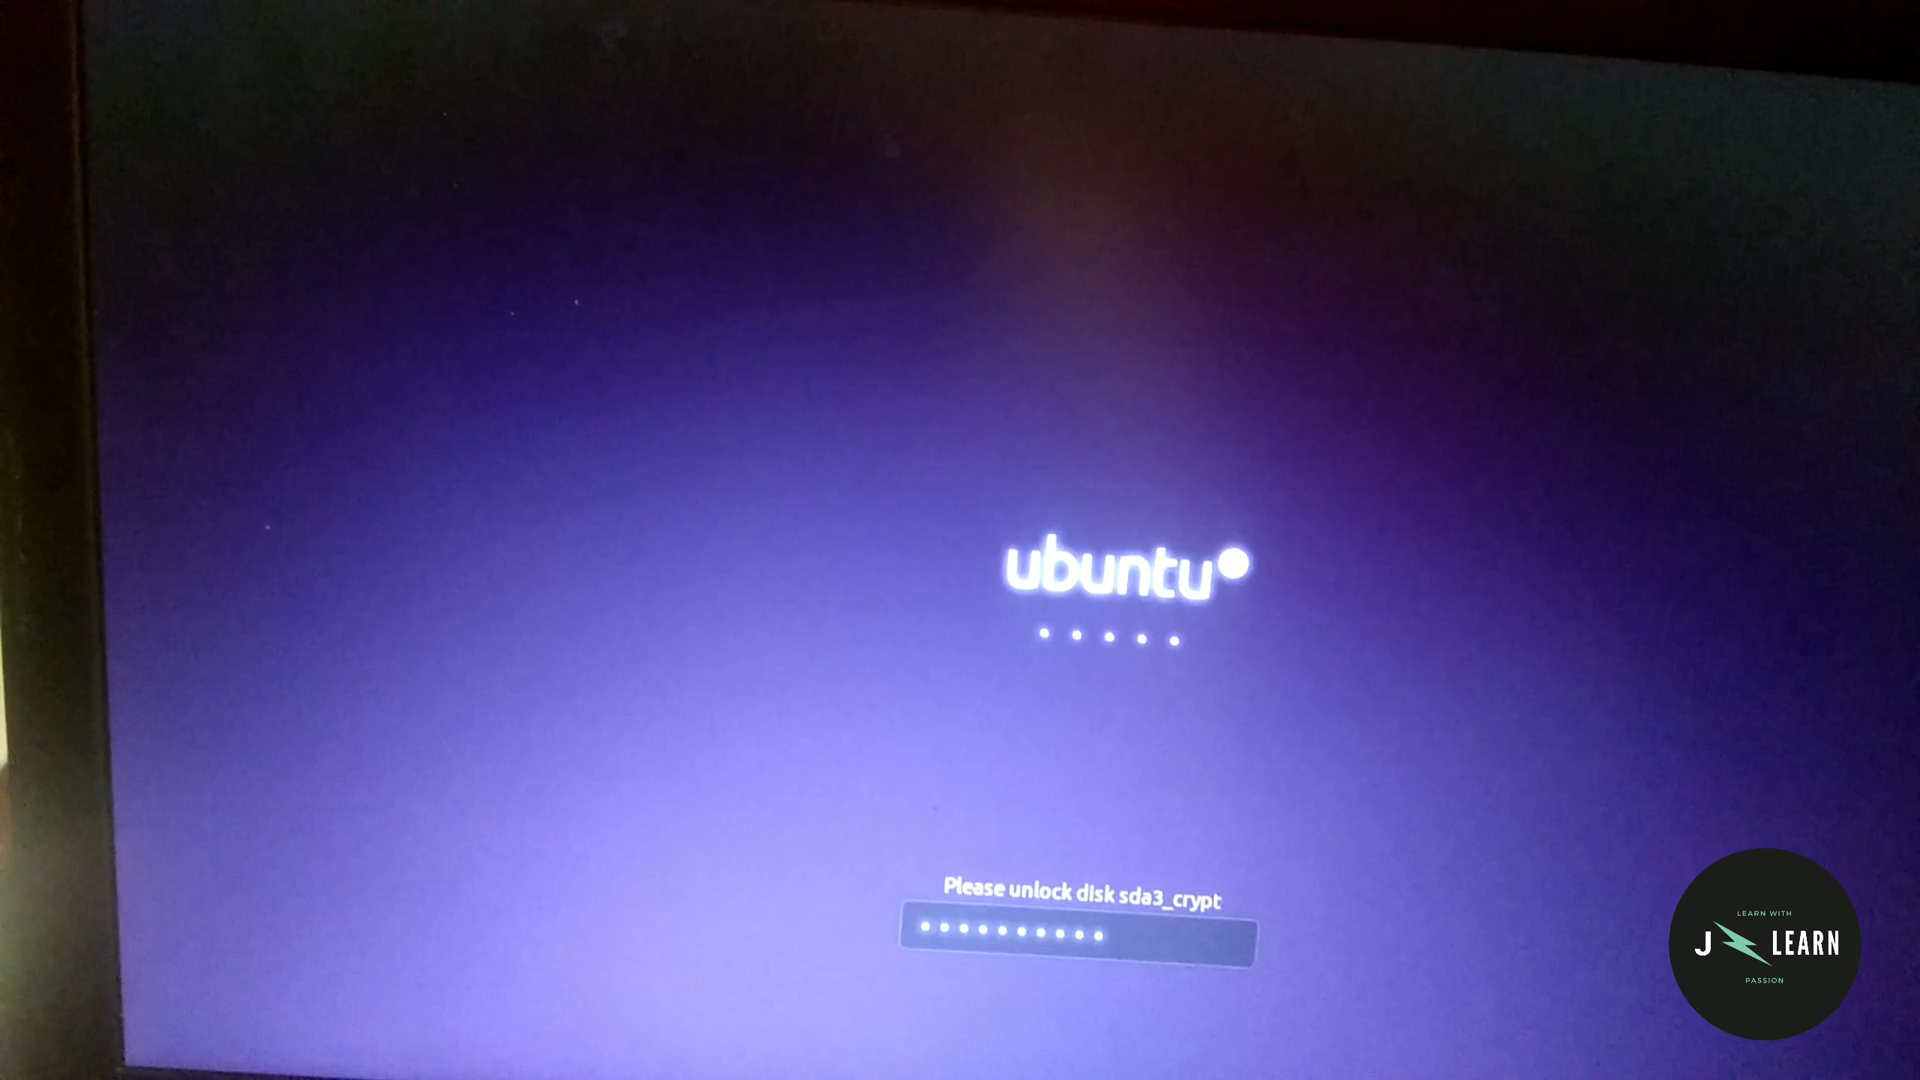 ubuntu
Please unlock disk sda3_crypt
LEARN WITH
J LEARN
PASSION